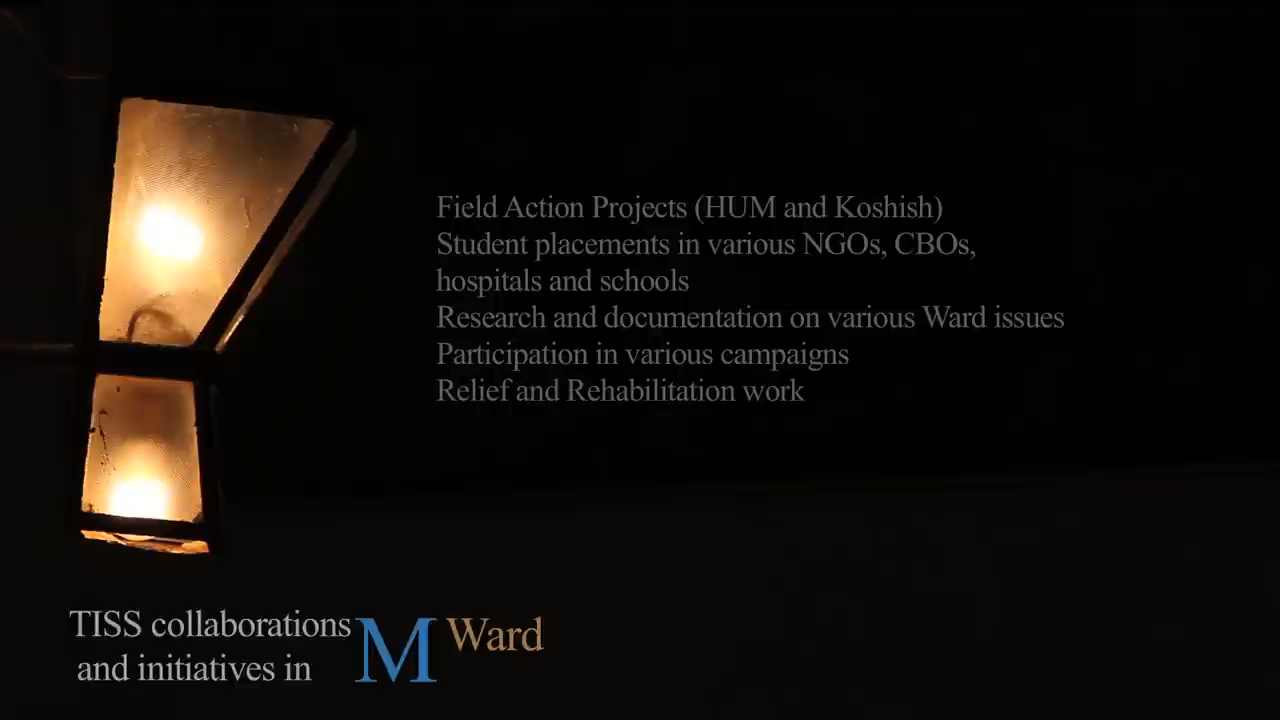 Field Action Projects (HUM and Koshish)
Student placements in various NGOs, CBOs,
hospitals and schools
Research and documentation on various Ward issues
Participation in various campaigns
Relief and Rehabilitation work
TISS collaborations
and initiatives in M Ward